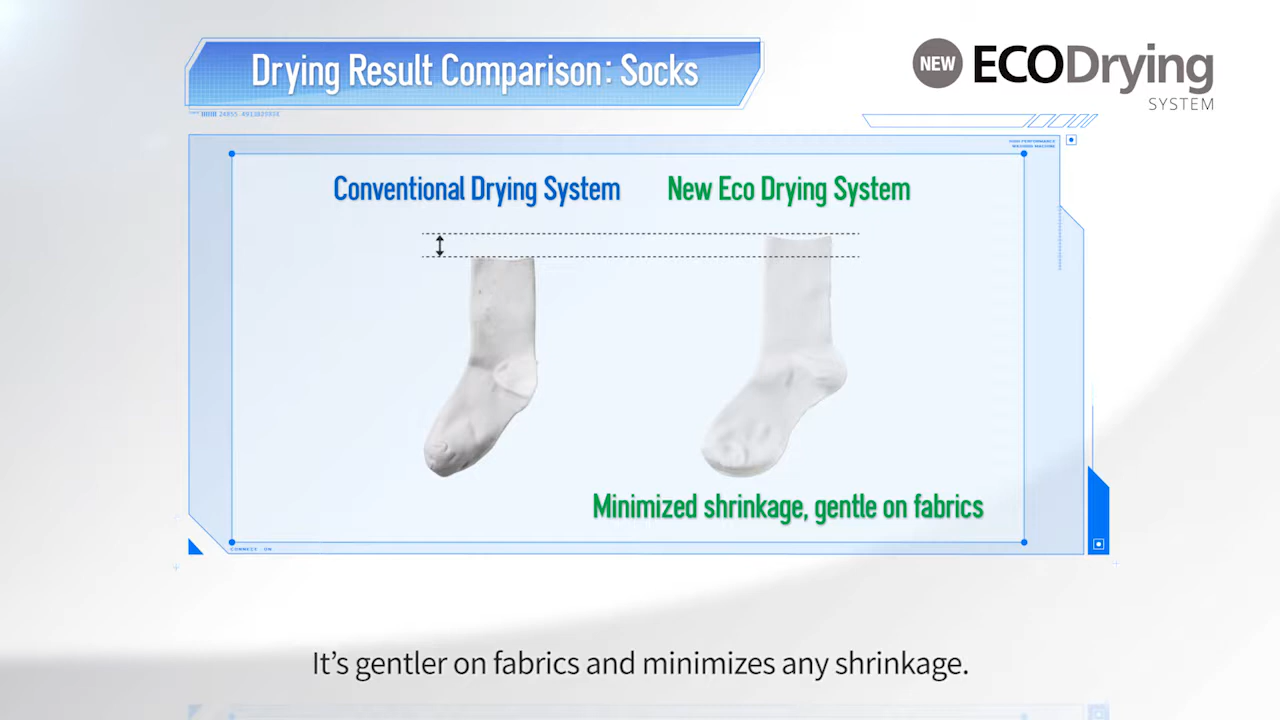 Drying Result Comparison: Socks
NEW ECODrying
SYSTEM
Conventional Drying System
New Eco Drying System
Minimized shrinkage, gentle on fabrics
It's gentler on fabrics and minimizes any shrinkage.